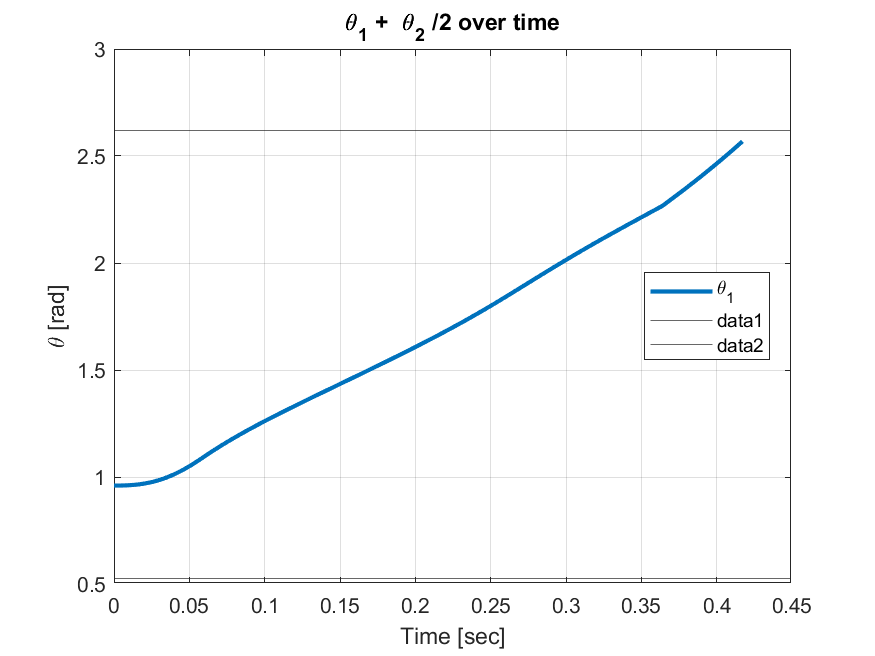 θ₁ + θ₂ /2 over time
3
2.5
2
1.5
1
0.5
θ [rad]
θ₁
data1
data2
0 0.05 0.1 0.15 0.2 0.25 0.3 0.35 0.4 0.45
Time [sec]